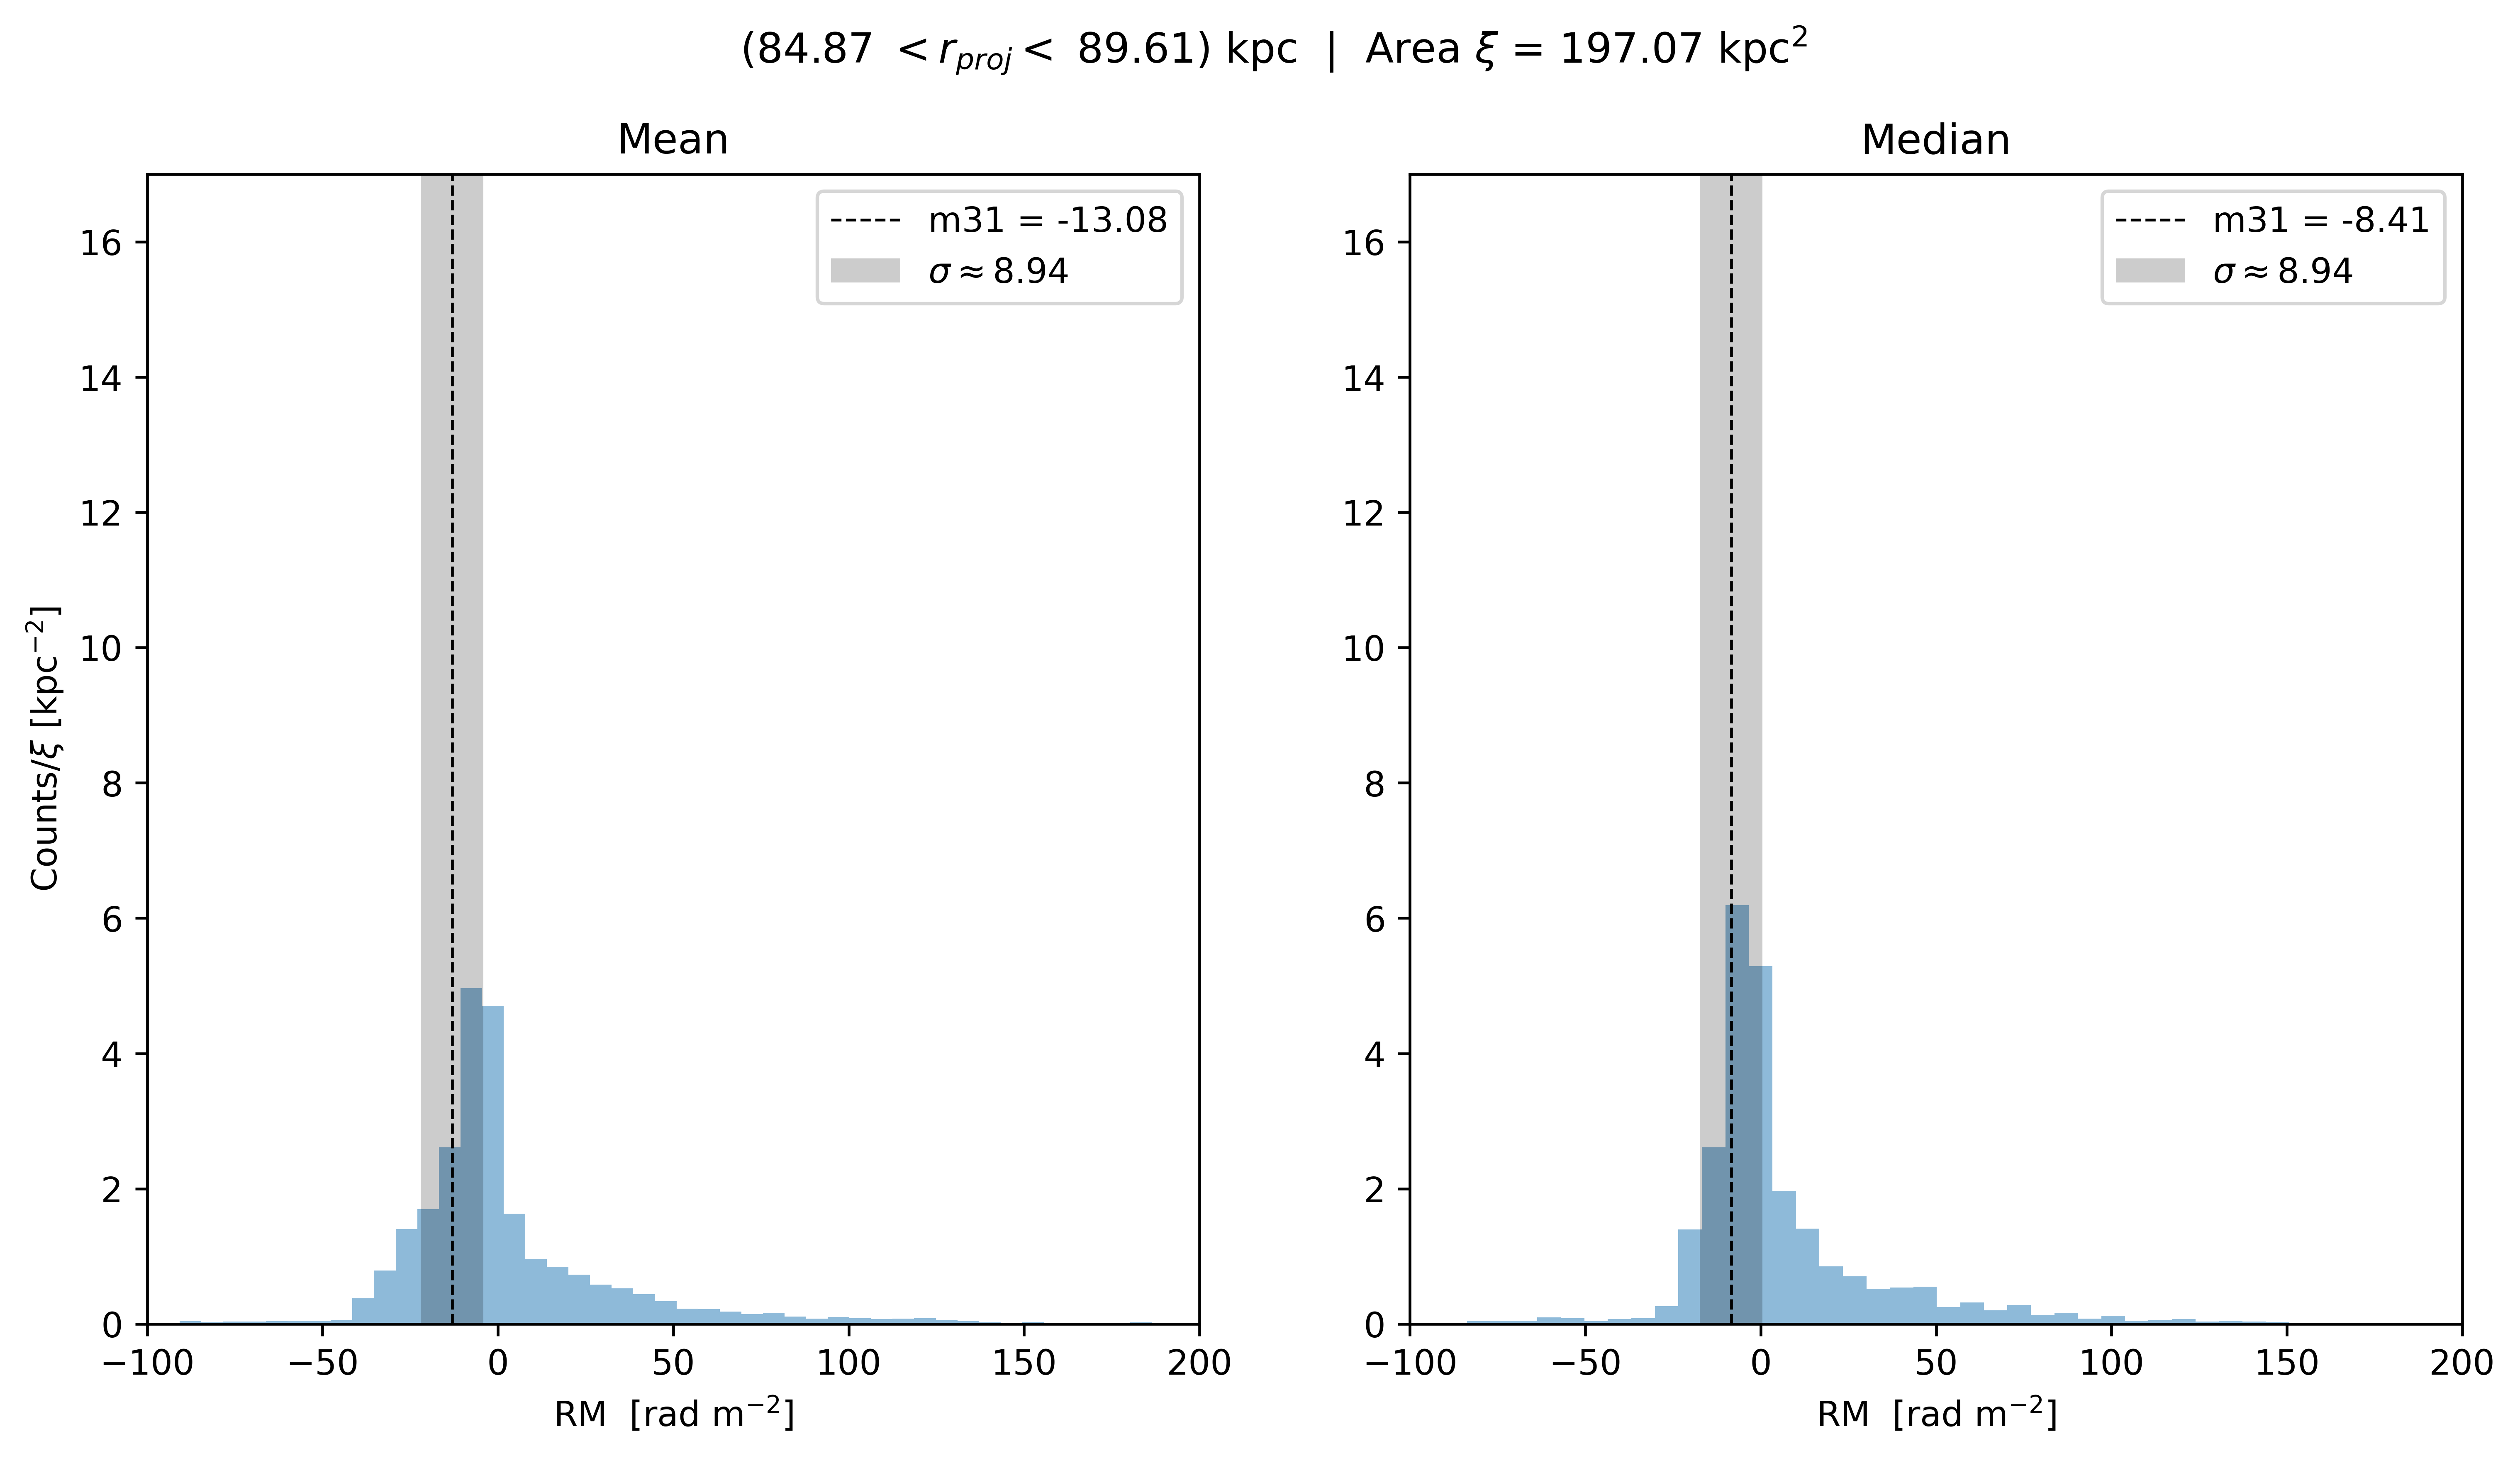 (84.87 < r_proj < 89.61) kpc | Area ξ = 197.07 kpc²
Mean
m31 = -13.08
σ≈8.94
16
14
12
10
8
6
4
2
0
Counts/ξ [kpc⁻²]
−100 −50 0 50 100 150 200
RM [rad m⁻²]
Median
m31 = -8.41
σ≈8.94
16
14
12
10
8
6
4
2
0
−100 −50 0 50 100 150 200
RM [rad m⁻²]